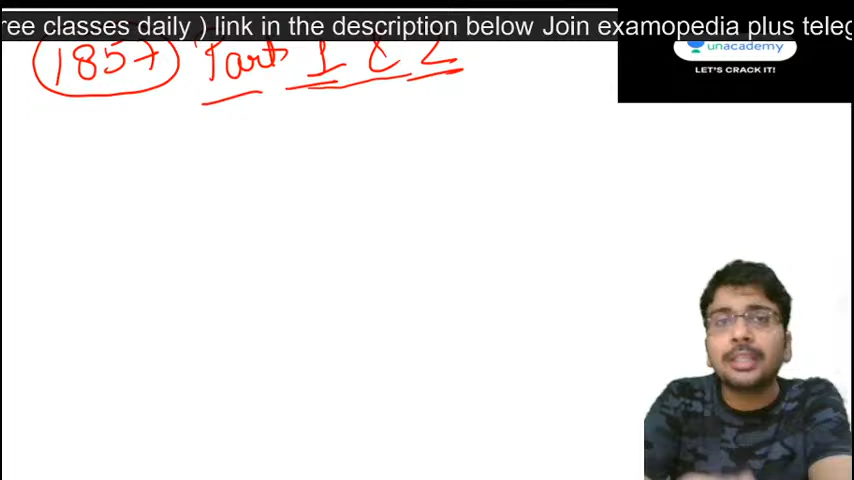 ree classes daily ) link in the description below Join examopedia plus teleg
1857 Part 1 & 2
unacademy
LET'S CRACK IT!